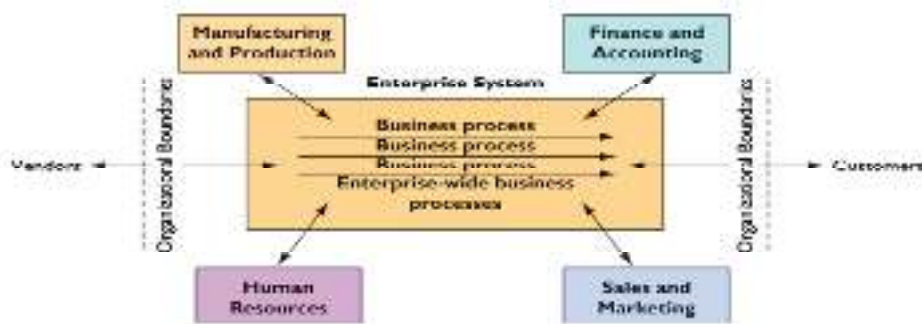 Manufacturing
and Production
Finance and
Accounting
Enterprise System
Organizational Boundaries
Organizational Boundaries
Business process
Business process
Business process
Vendors
Customers
Enterprise-wide business
processes
Human
Resources
Sales and
Marketing